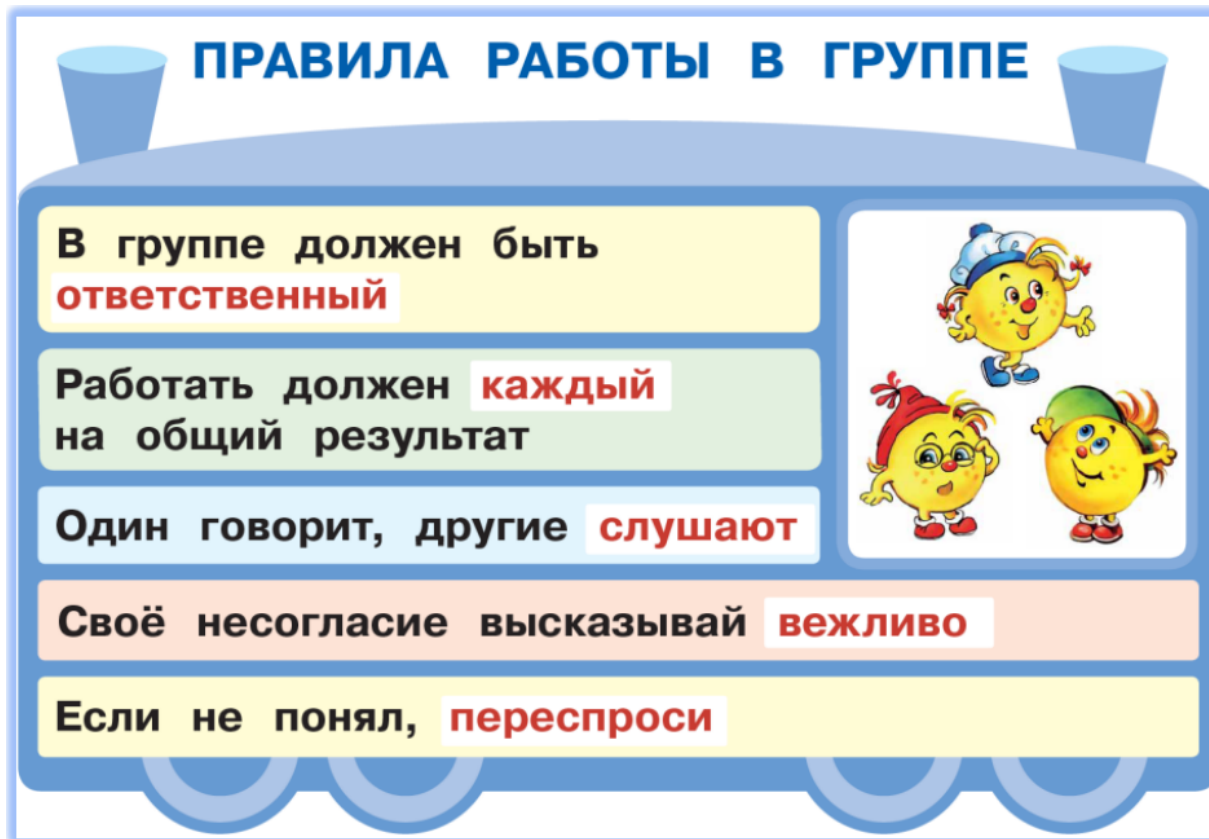 ПРАВИЛА РАБОТЫ В ГРУППЕ
В группе должен быть
ответственный
Работать должен каждый
на общий результат
Один говорит, другие слушают
Своё несогласие высказывай вежливо
Если не понял, переспроси